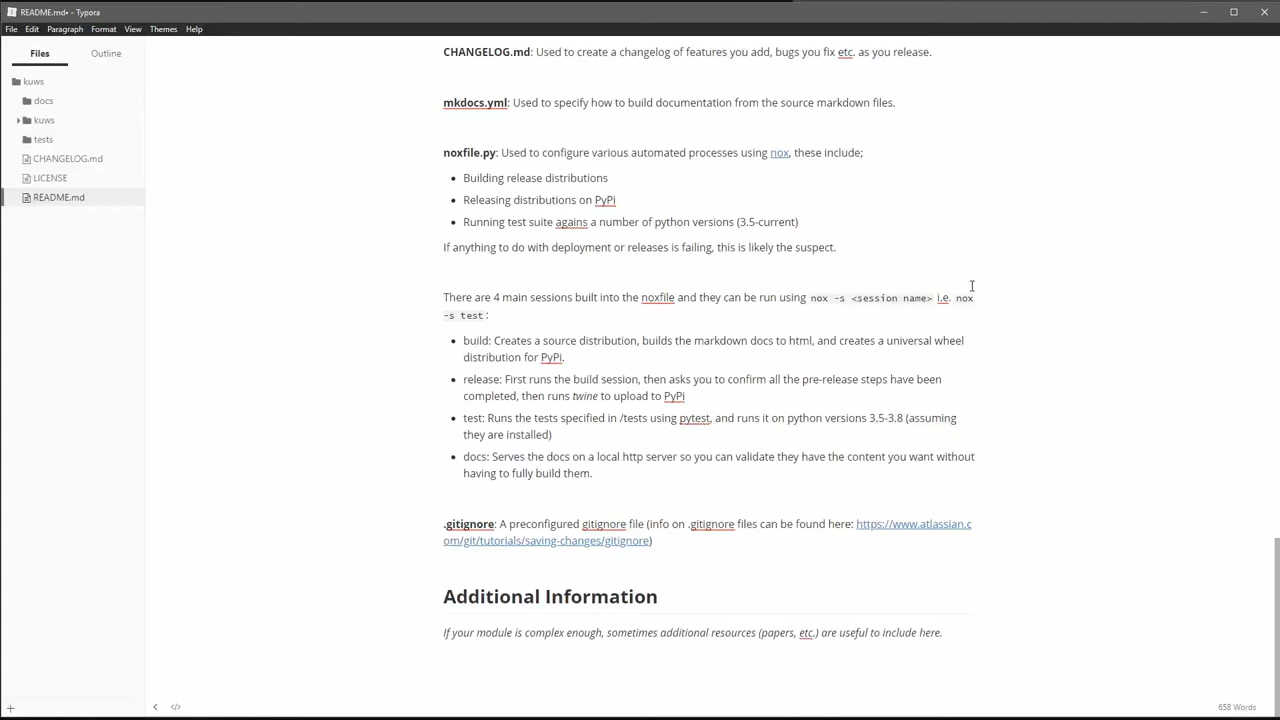 README.md• - Typora
File Edit Paragraph Format View Themes Help
Files Outline
kuws
docs
kuws
tests
CHANGELOG.md
LICENSE
README.md
CHANGELOG.md: Used to create a changelog of features you add, bugs you fix etc. as you release.
mkdocs.yml: Used to specify how to build documentation from the source markdown files.
noxfile.py: Used to configure various automated processes using nox, these include;
• Building release distributions
• Releasing distributions on PyPi
• Running test suite agains a number of python versions (3.5-current)
If anything to do with deployment or releases is failing, this is likely the suspect.
There are 4 main sessions built into the noxfile and they can be run using nox -s <session name> i.e. nox
-s test:
• build: Creates a source distribution, builds the markdown docs to html, and creates a universal wheel
distribution for PyPi.
• release: First runs the build session, then asks you to confirm all the pre-release steps have been
completed, then runs twine to upload to PyPi
• test: Runs the tests specified in /tests using pytest, and runs it on python versions 3.5-3.8 (assuming
they are installed)
• docs: Serves the docs on a local http server so you can validate they have the content you want without
having to fully build them.
.gitignore: A preconfigured gitignore file (info on .gitignore files can be found here: https://www.atlassian.c
om/git/tutorials/saving-changes/gitignore)
Additional Information
If your module is complex enough, sometimes additional resources (papers, etc.) are useful to include here.
658 Words